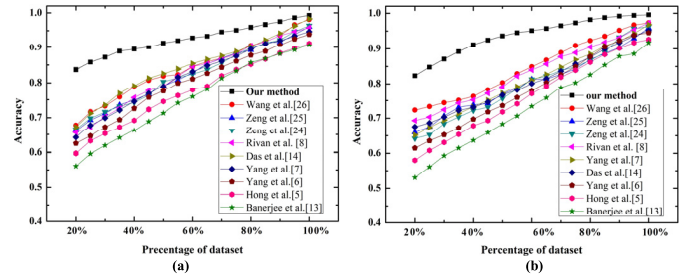 1.0
0.9
0.8
0.7
0.6
0.5
0.4
Accuracy
20%
40%
60%
80%
100%
Precentage of dataset
(a)
Our method
Wang et al.[26]
Zeng et al.[25]
Zeng et al.[24]
Rivan et al. [8]
Das et al.[14]
Yang et al.[7]
Yang et al.[6]
Hong et al.[5]
Banerjee et al.[13]
1.0
0.9
0.8
0.7
0.6
0.5
0.4
Accuracy
20%
40%
60%
80%
100%
Precentage of dataset
(b)
our method
Wang et al.[26]
Zeng et al.[25]
Zeng et al.[24]
Rivan et al.[8]
Yang et al.[7]
Das et al.[14]
Yang et al.[6]
Hong et al.[5]
Banerjee et al.[13]